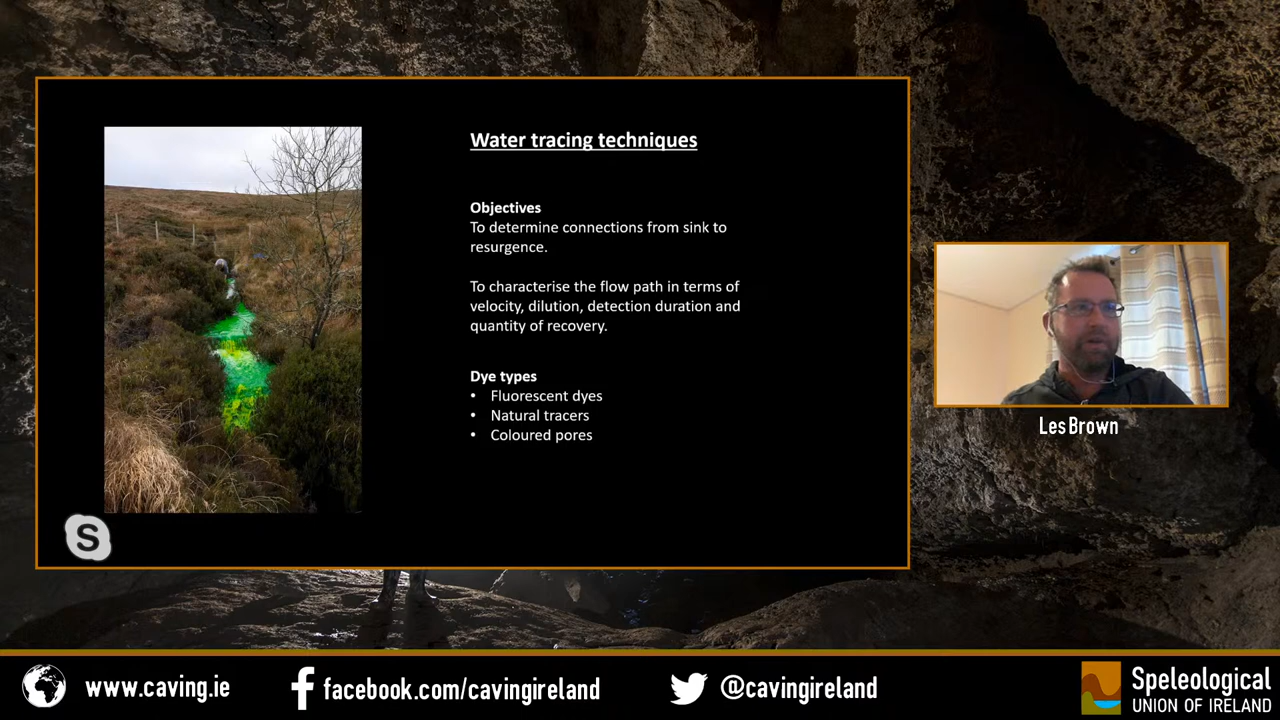 Water tracing techniques
Objectives
To determine connections from sink to
resurgence.
To characterise the flow path in terms of
velocity, dilution, detection duration and
quantity of recovery.
Dye types
• Fluorescent dyes
• Natural tracers
• Coloured pores
S
Les Brown
www.caving.ie
facebook.com/cavingireland
@cavingireland
Speleological
UNION OF IRELAND